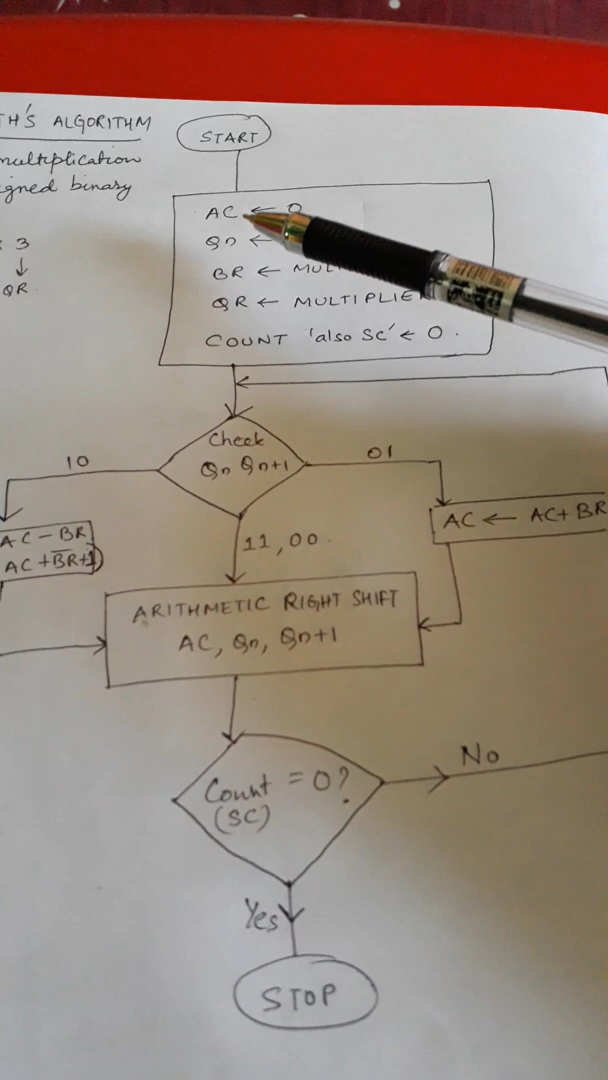 TH'S ALGORITHM
multiplication
igned binary
: 3
↓
QR
START
AC ← 0
Qn ←
BR ← MUL
QR ← MULTIPLIE
COUNT 'also SC' ← 0.
Check
Qn Qn+1
10
01
11,00.
AC - BR
AC + B̅R̅+1)
AC ← AC+ BR
ARITHMETIC RIGHT SHIFT
AC, Qn, Qn+1
Count = 0?
(SC)
No
Yes
STOP